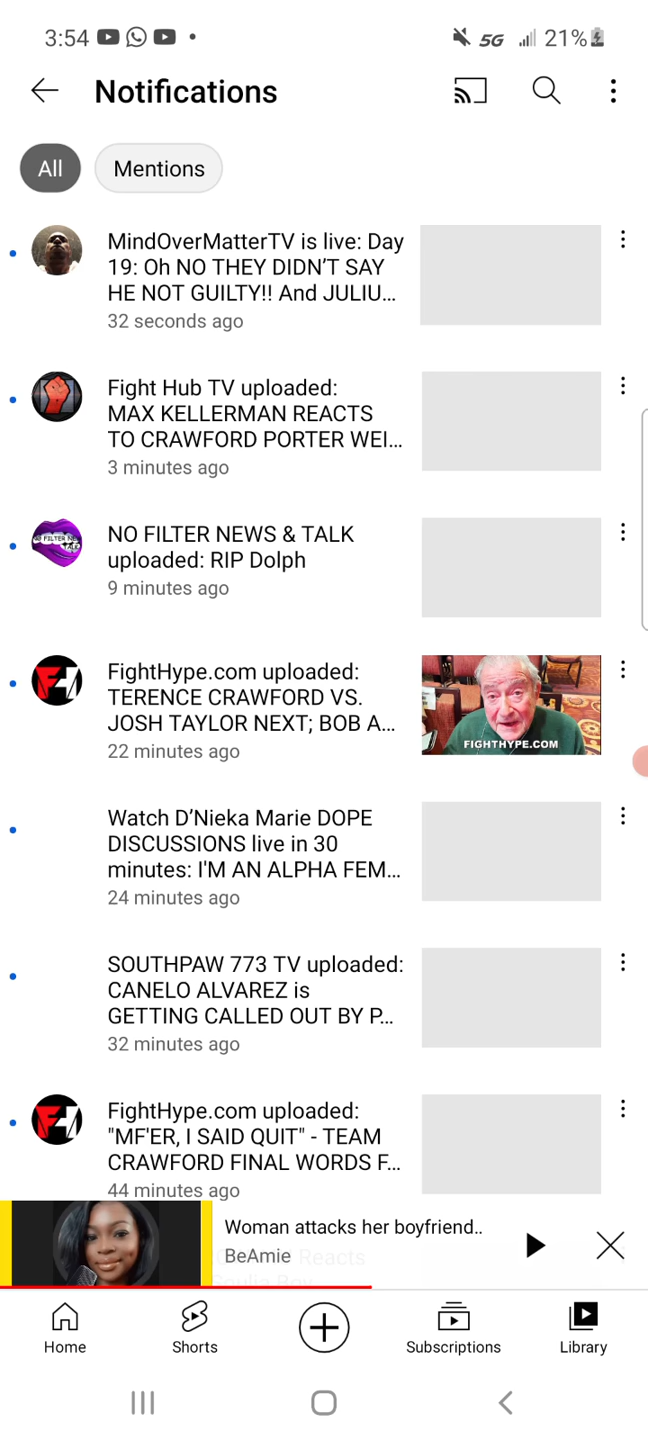 3:54 5G 21%
Notifications
All Mentions
MindOverMatterTV is live: Day
19: Oh NO THEY DIDN'T SAY
HE NOT GUILTY!! And JULIU...
32 seconds ago
Fight Hub TV uploaded:
MAX KELLERMAN REACTS
TO CRAWFORD PORTER WEI...
3 minutes ago
NO FILTER NEWS & TALK
uploaded: RIP Dolph
9 minutes ago
FightHype.com uploaded:
TERENCE CRAWFORD VS.
JOSH TAYLOR NEXT; BOB A...
22 minutes ago
FIGHTHYPE.COM
Watch D'Nieka Marie DOPE
DISCUSSIONS live in 30
minutes: I'M AN ALPHA FEM...
24 minutes ago
SOUTHPAW 773 TV uploaded:
CANELO ALVAREZ is
GETTING CALLED OUT BY P...
32 minutes ago
FightHype.com uploaded:
"MF'ER, I SAID QUIT" - TEAM
CRAWFORD FINAL WORDS F...
44 minutes ago
Woman attacks her boyfriend..
BeAmie
Reacts
Soulja Boy
Home Shorts Subscriptions Library